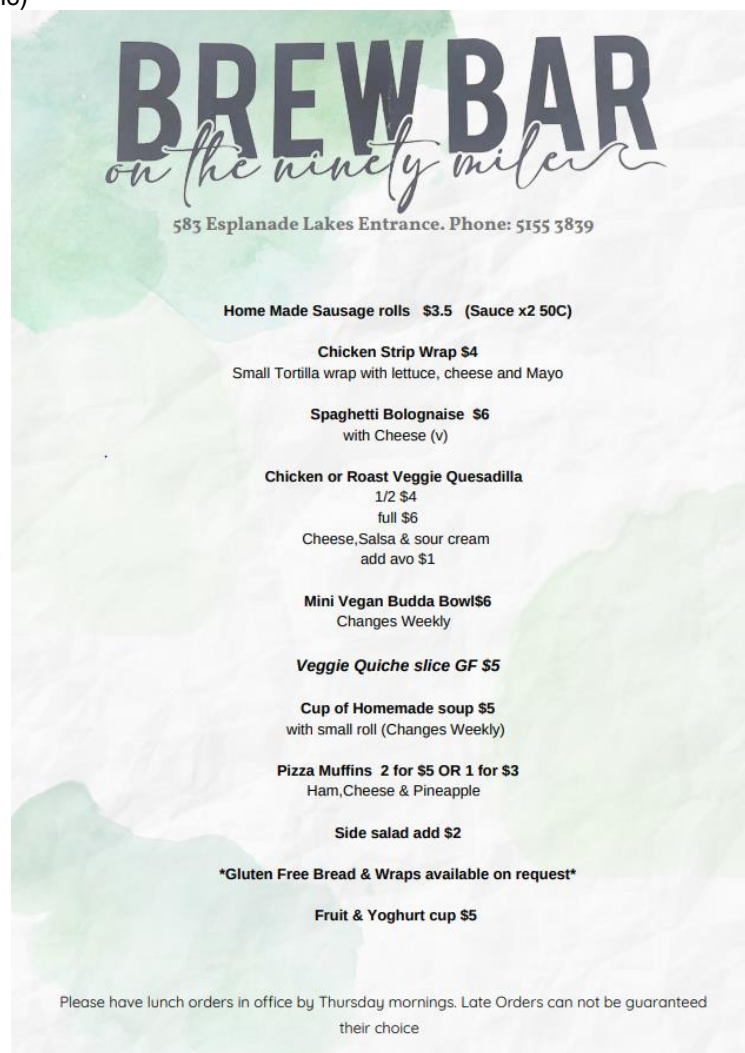 BREW BAR
on the ninety mile
583 Esplanade Lakes Entrance. Phone: 5155 3839
Home Made Sausage rolls $3.5 (Sauce x2 50C)
Chicken Strip Wrap $4
Small Tortilla wrap with lettuce, cheese and Mayo
Spaghetti Bolognaise $6
with Cheese (v)
Chicken or Roast Veggie Quesadilla
1/2 $4
full $6
Cheese,Salsa & sour cream
add avo $1
Mini Vegan Budda Bowl$6
Changes Weekly
Veggie Quiche slice GF $5
Cup of Homemade soup $5
with small roll (Changes Weekly)
Pizza Muffins 2 for $5 OR 1 for $3
Ham,Cheese & Pineapple
Side salad add $2
*Gluten Free Bread & Wraps available on request*
Fruit & Yoghurt cup $5
Please have lunch orders in office by Thursday mornings. Late Orders can not be guaranteed
their choice